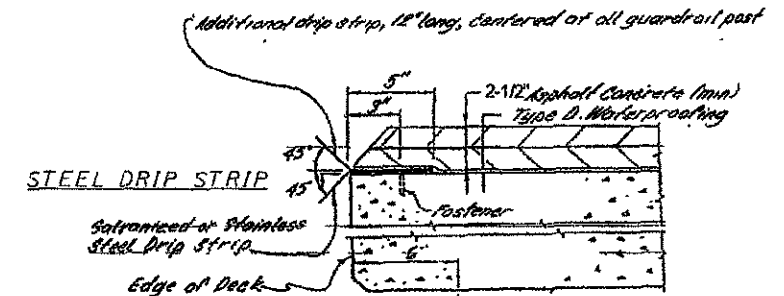 Additional drip strip, 12" long, centered at all guardrail post
5"
3"
2-1/2" Asphalt Concrete (min)
Type D. Waterproofing
45°
45
STEEL DRIP STRIP
Fastener
Galvanized or Stainless
Steel Drip Strip
6"
Edge of Deck